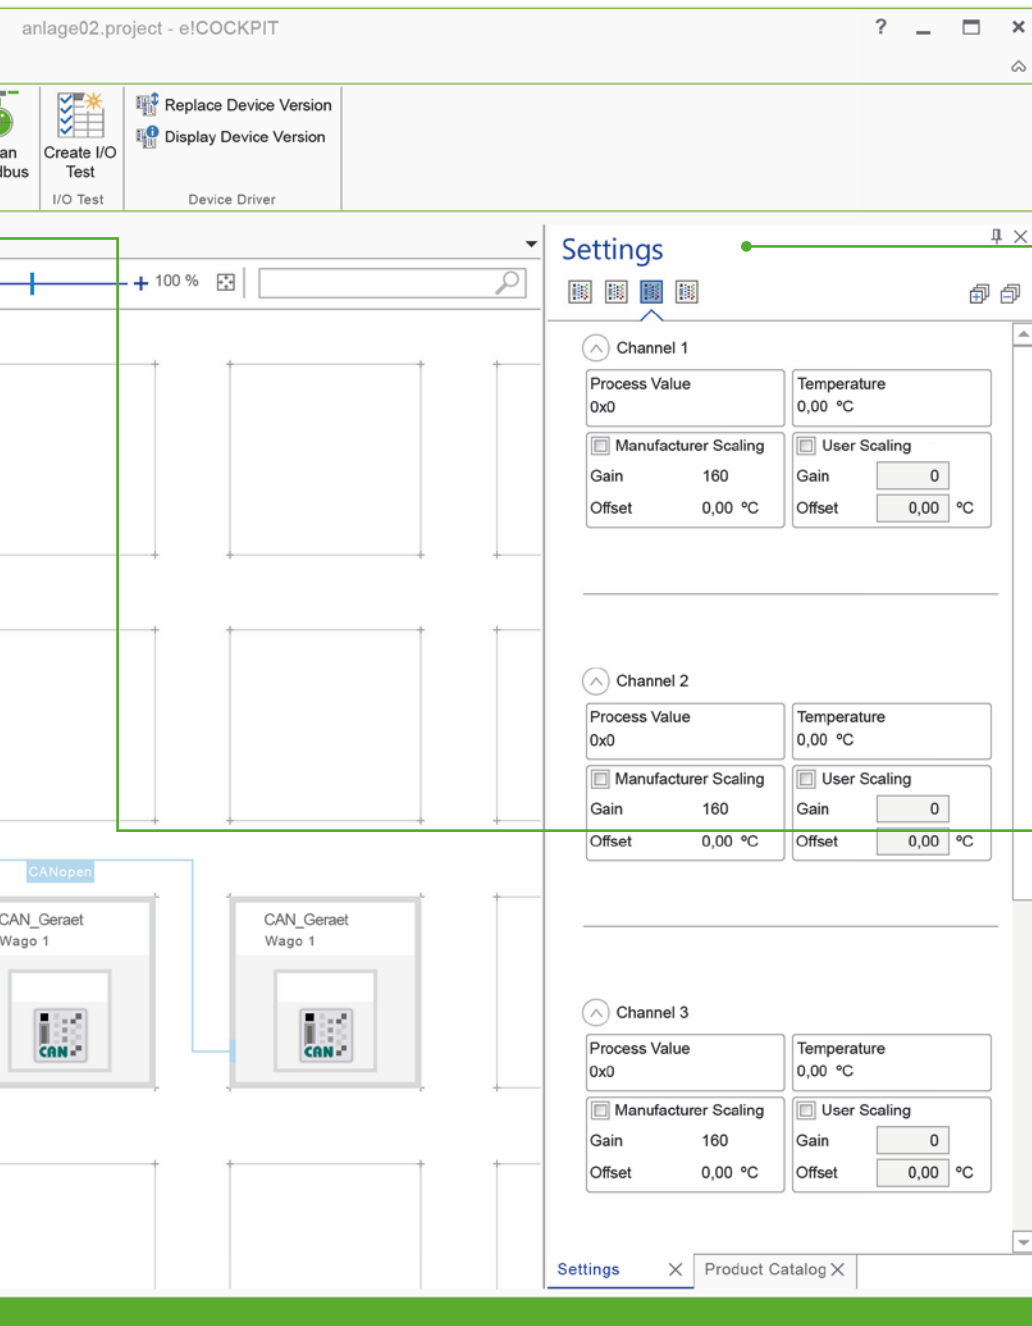 anlage02.project - e!COCKPIT
?
Replace Device Version
Display Device Version
Create I/O
Test
I/O Test
Device Driver
100 %
Settings
Channel 1
Process Value
0x0
Temperature
0,00 °C
Manufacturer Scaling
Gain 160
Offset 0,00 °C
User Scaling
Gain 0
Offset 0,00 °C
Channel 2
Process Value
0x0
Temperature
0,00 °C
Manufacturer Scaling
Gain 160
Offset 0,00 °C
User Scaling
Gain 0
Offset 0,00 °C
CANopen
CAN_Geraet
Wago 1
CAN
CAN_Geraet
Wago 1
CAN
Channel 3
Process Value
0x0
Temperature
0,00 °C
Manufacturer Scaling
Gain 160
Offset 0,00 °C
User Scaling
Gain 0
Offset 0,00 °C
Settings
Product Catalog